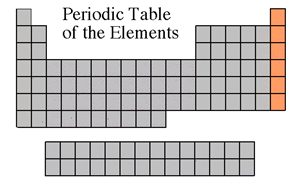 Periodic Table
of the Elements